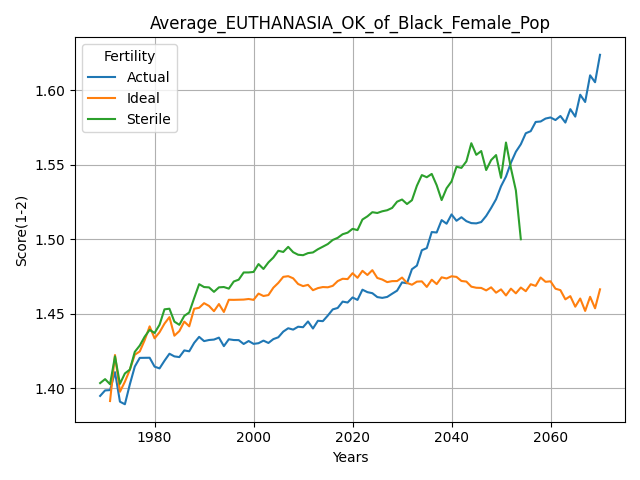 Average_EUTHANASIA_OK_of_Black_Female_Pop
Fertility
Actual
Ideal
Sterile
Score(1-2)
1.60
1.55
1.50
1.45
1.40
1980
2000
2020
2040
2060
Years